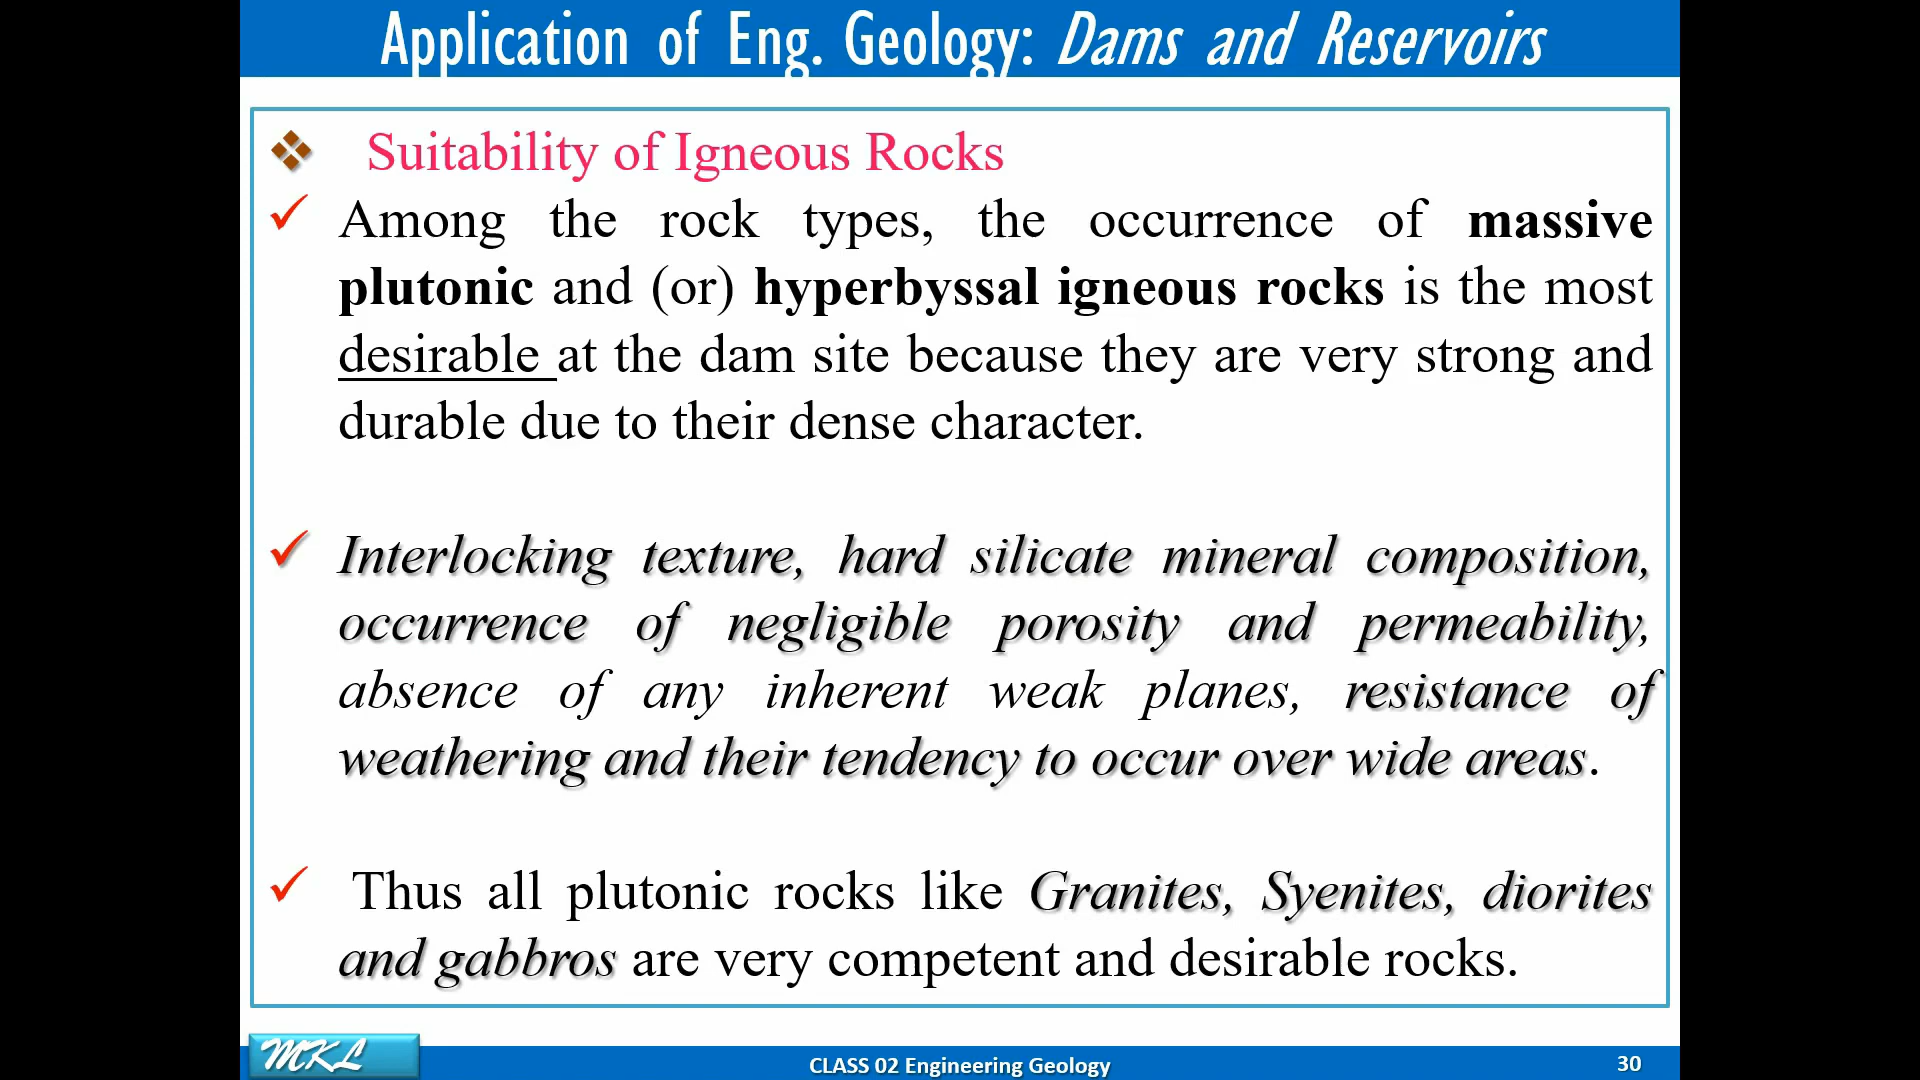 Application of Eng. Geology: Dams and Reservoirs
Suitability of Igneous Rocks
Among the rock types, the occurrence of massive
plutonic and (or) hyperbyssal igneous rocks is the most
desirable at the dam site because they are very strong and
durable due to their dense character.
Interlocking texture, hard silicate mineral composition,
occurrence of negligible porosity and permeability,
absence of any inherent weak planes, resistance of
weathering and their tendency to occur over wide areas.
Thus all plutonic rocks like Granites, Syenites, diorites
and gabbros are very competent and desirable rocks.
MKL
CLASS 02 Engineering Geology
30